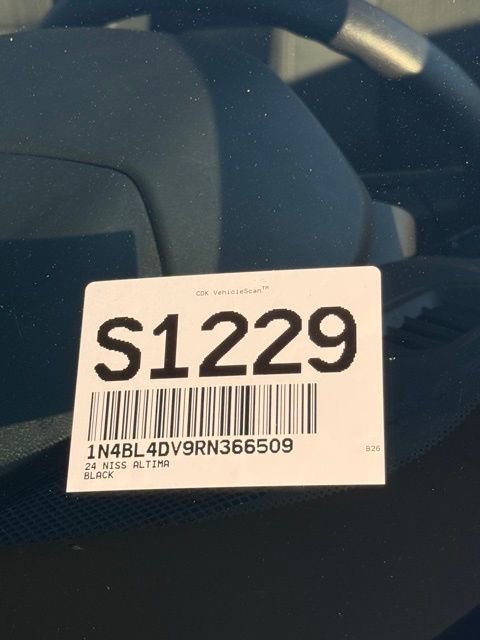 CDK VehicleScan™
S1229
1N4BL4DV9RN366509
24 NISS ALTIMA
BLACK
B26